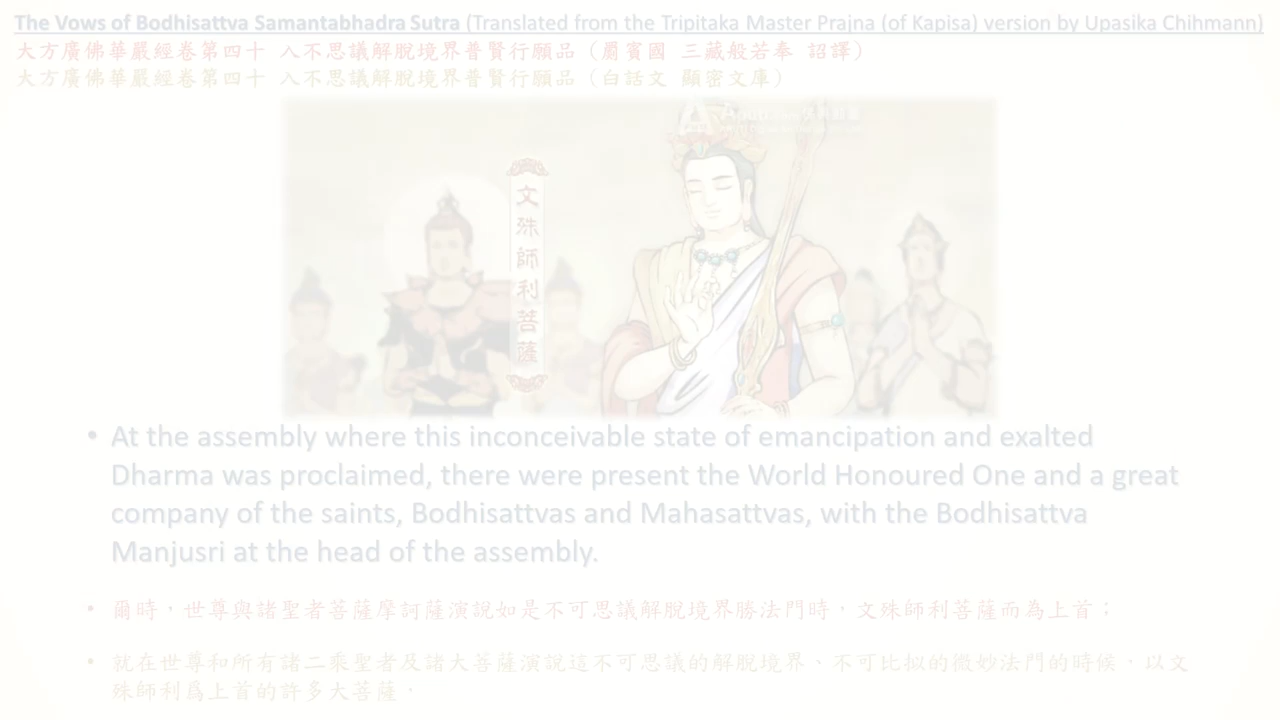 The Vows of Bodhisattva Samantabhadra Sutra (Translated from the Tripitaka Master Prajna (of Kapisa) version by Upasika Chihmann)
大方廣佛華嚴經卷第四十 入不思議解脫境界普賢行願品 (罽賓國 三藏般若奉 詔譯)
大方廣佛華嚴經卷第四十 入不思議解脫境界普賢行願品 (白話文 顯密文庫)
文殊師利菩薩
• At the assembly where this inconceivable state of emancipation and exalted
Dharma was proclaimed, there were present the World Honoured One and a great
company of the saints, Bodhisattvas and Mahasattvas, with the Bodhisattva
Manjusri at the head of the assembly.
• 爾時，世尊與諸聖者菩薩摩訶薩演說如是不可思議解脫境界勝法門時，文殊師利菩薩而為上首；
• 就在世尊和所有諸二乘聖者及諸大菩薩演說這不可思議的解脫境界、不可比擬的微妙法門的時候，以文
殊師利爲上首的許多大菩薩，